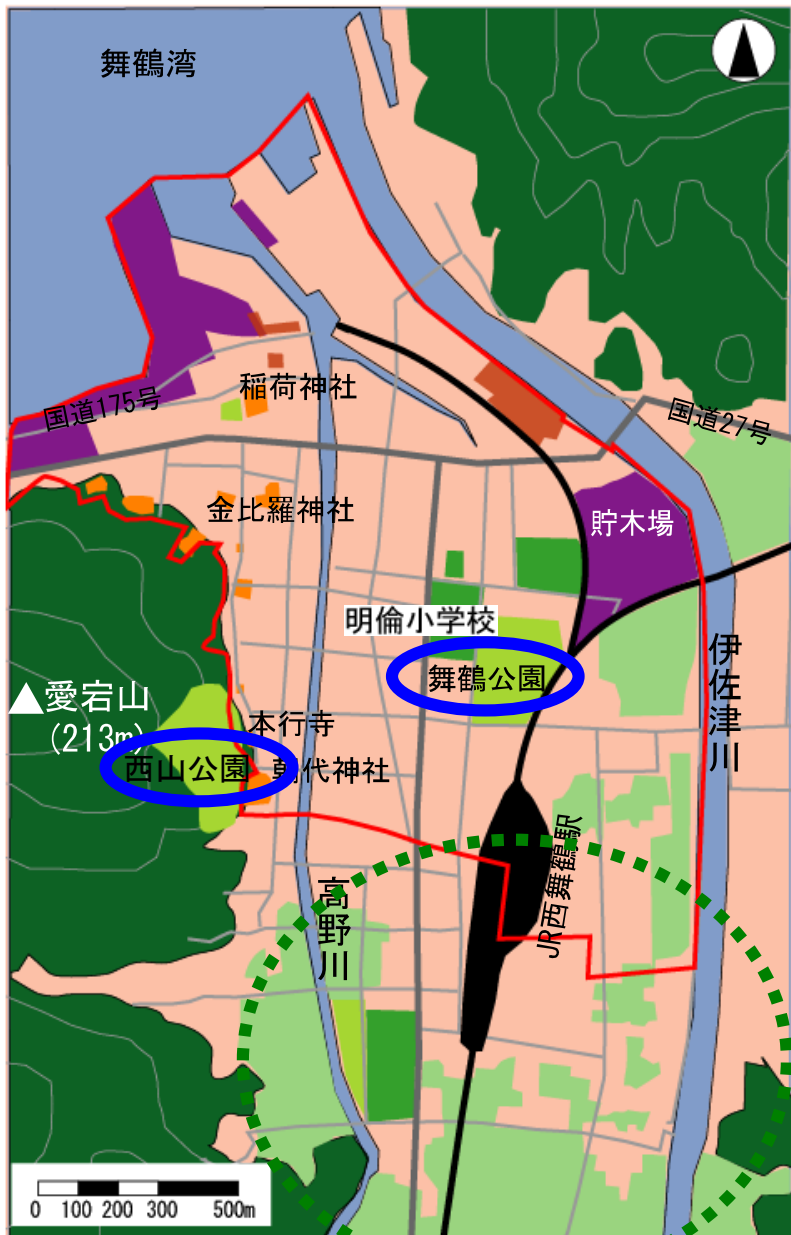 舞鶴湾
稲荷神社
国道175号
国道27号
金比羅神社
貯木場
明倫小学校
舞鶴公園
伊佐津川
愛宕山
(213m)
本行寺
西山公園
朝代神社
JR西舞鶴駅
高野川
0 100 200 300 500m